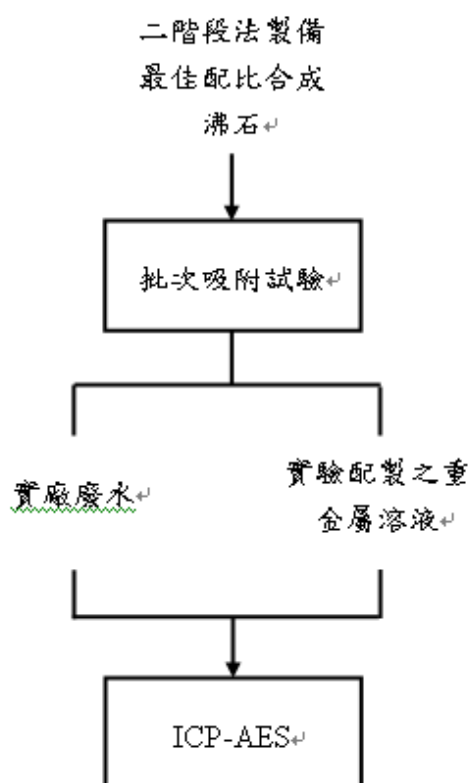 二階段法製備
最佳配比合成
沸石
批次吸附試驗
實廠廢水
實驗配製之重
金屬溶液
ICP-AES